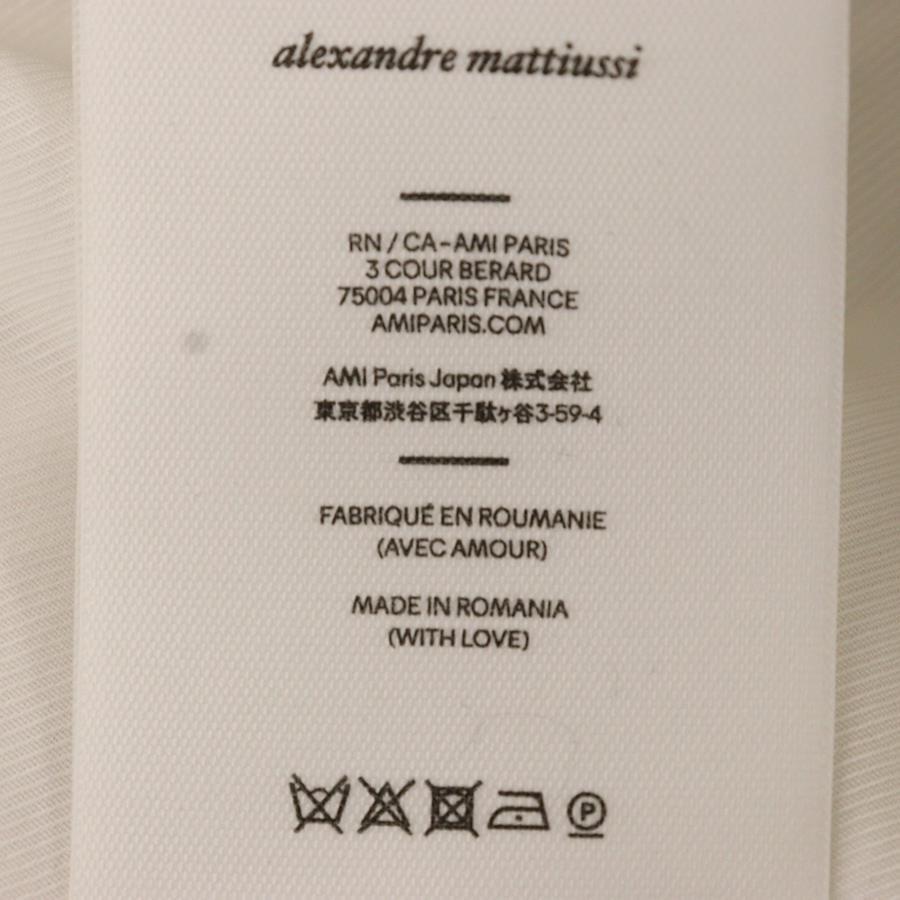 alexandre mattiussi
RN / CA-AMI PARIS
3 COUR BERARD
75004 PARIS FRANCE
AMIPARIS.COM
AMI Paris Japan 株式会社
東京都渋谷区千駄ヶ谷3-59-4
FABRIQUÉ EN ROUMANIE
(AVEC AMOUR)
MADE IN ROMANIA
(WITH LOVE)
P